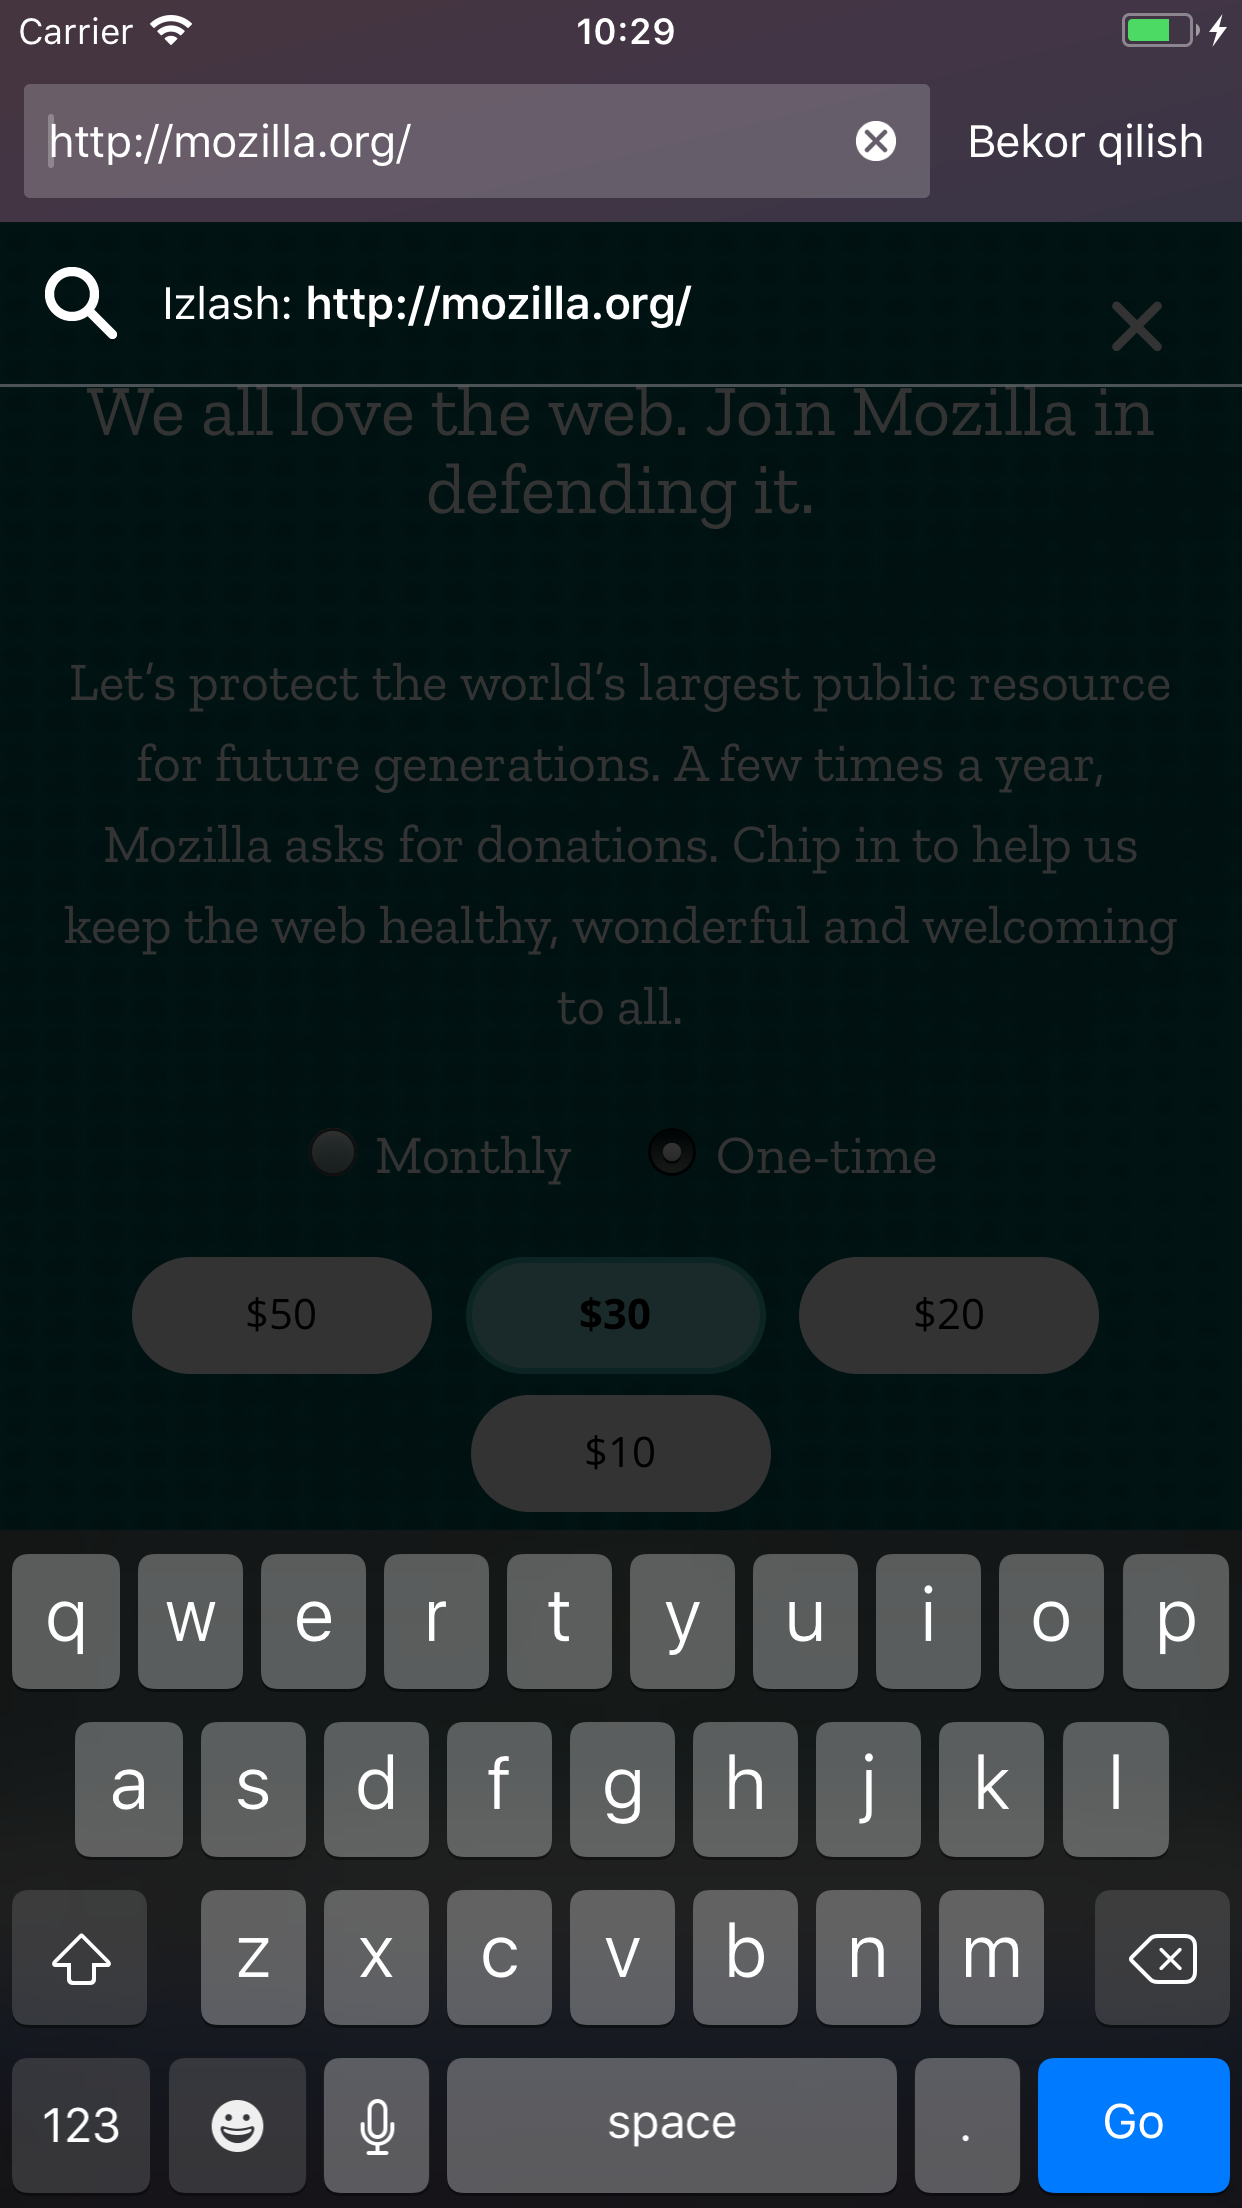 Carrier 10:29
http://mozilla.org/ Bekor qilish
Izlash: http://mozilla.org/
We all love the web. Join Mozilla in
defending it.
Let’s protect the world’s largest public resource
for future generations. A few times a year,
Mozilla asks for donations. Chip in to help us
keep the web healthy, wonderful and welcoming
to all.
Monthly One-time
$50 $30 $20
$10
q w e r t y u i o p
a s d f g h j k l
z x c v b n m
123 space . Go